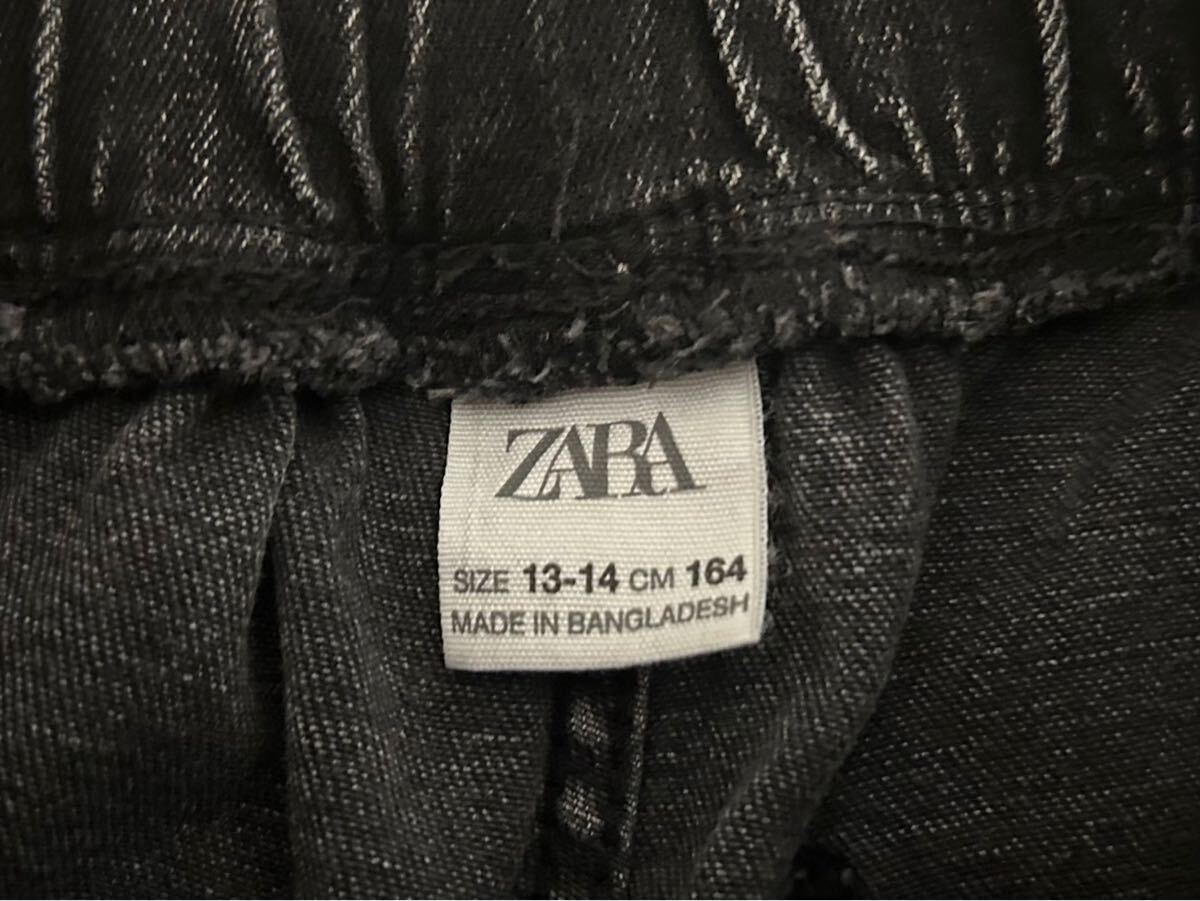 ZARA
SIZE 13-14 CM 164
MADE IN BANGLADESH